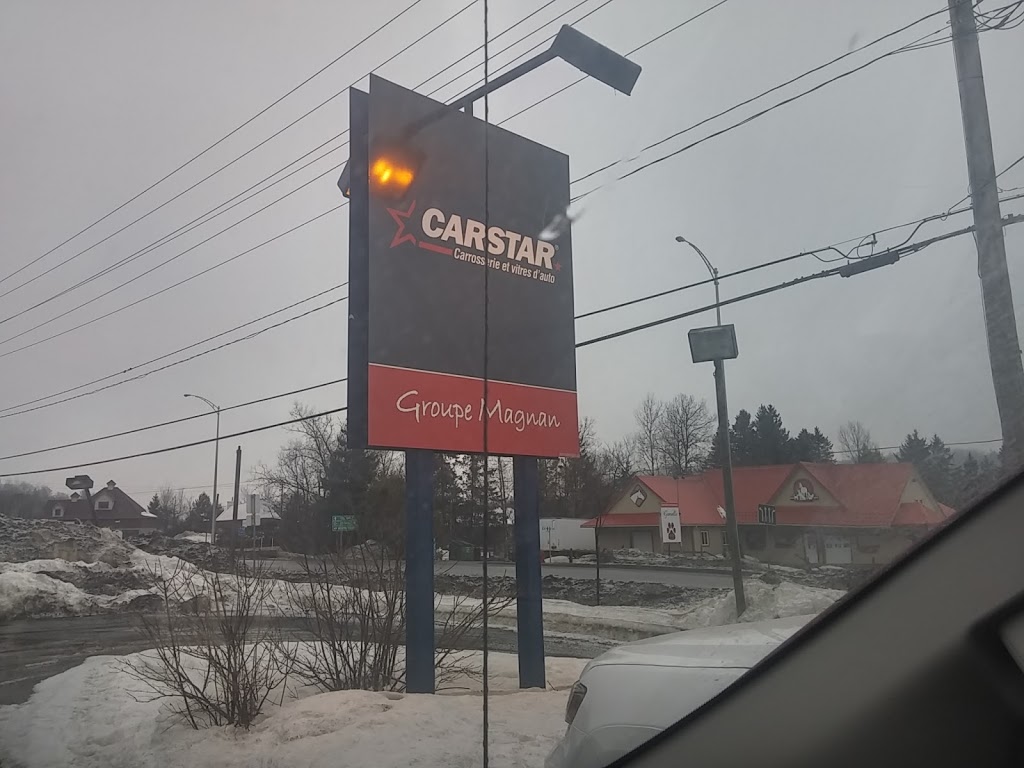 CARSTAR
Carrosserie et vitres d'auto
Groupe Magnan